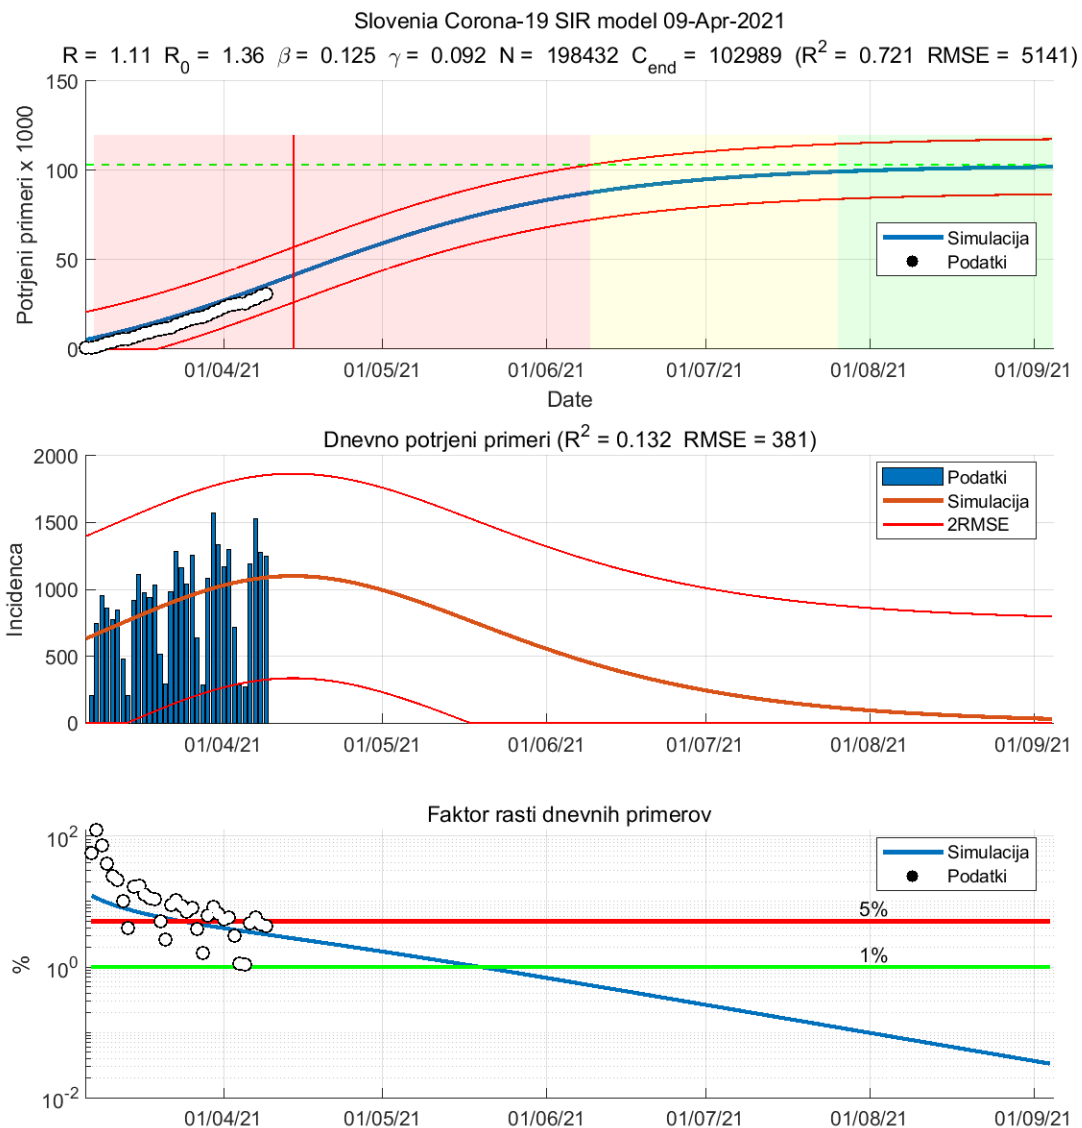 Slovenia Corona-19 SIR model 09-Apr-2021
R = 1.11 R0 = 1.36 β = 0.125 γ = 0.092 N = 198432 Cend = 102989 (R2 = 0.721 RMSE = 5141)
150
100
50
0
Potrjeni primeri x 1000
Simulacija
Podatki
01/04/21 01/05/21 01/06/21 01/07/21 01/08/21 01/09/21
Date
Dnevno potrjeni primeri (R2 = 0.132 RMSE = 381)
2000
1500
1000
500
0
Incidenca
Podatki
Simulacija
2RMSE
01/04/21 01/05/21 01/06/21 01/07/21 01/08/21 01/09/21
Faktor rasti dnevnih primerov
102
100
10-2
%
Simulacija
Podatki
5%
1%
01/04/21 01/05/21 01/06/21 01/07/21 01/08/21 01/09/21